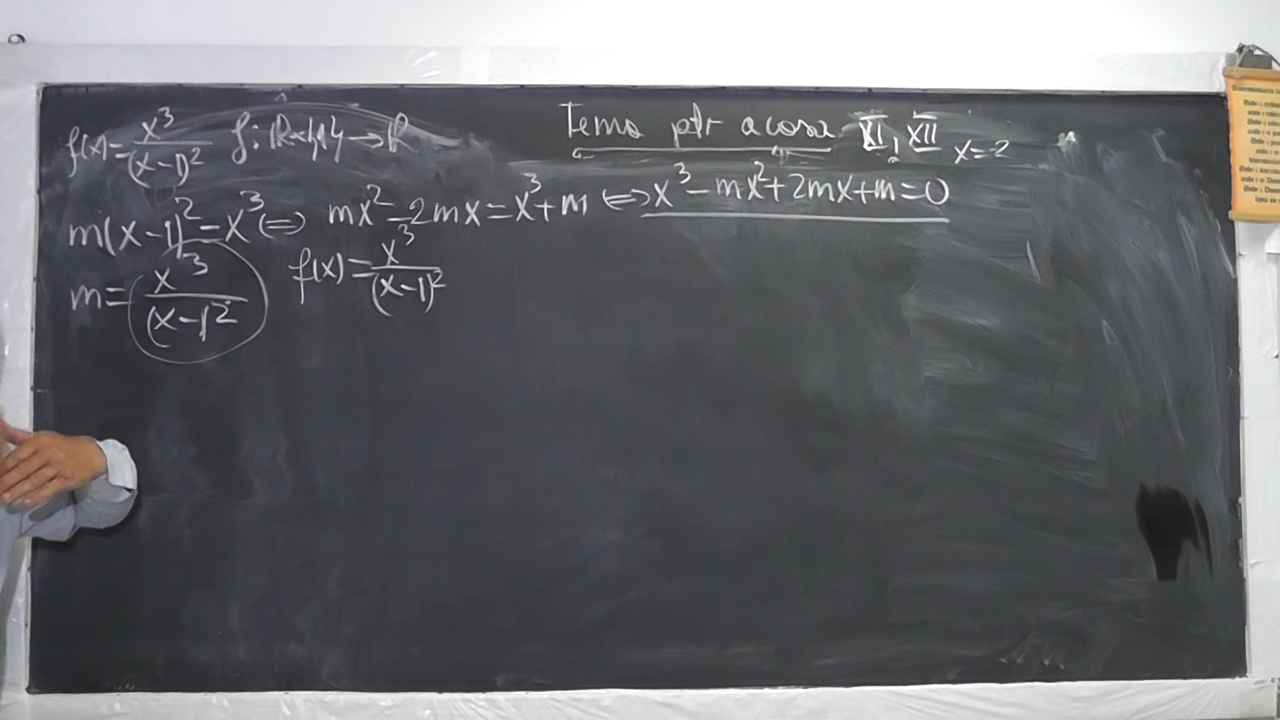 f(x)=x³/(x-1)² f: R\{1}→R
Tema ptr acasa XI, XII x=2
m(x-1)²=x³ ⇔ mx²-2mx=x³+m ⇔ x³-mx²+2mx+m=0
m=x³/(x-1)² f(x)=x³/(x-1)²